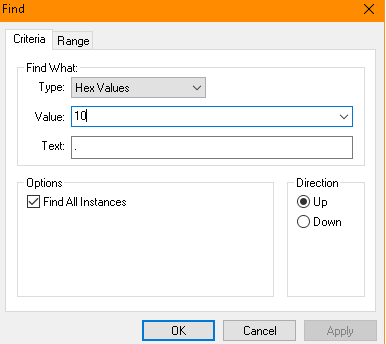 Find
Criteria
Range
Find What:
Type: Hex Values
Value: 10
Text: .
Options
Direction
Find All Instances
Up
Down
OK
Cancel
Apply